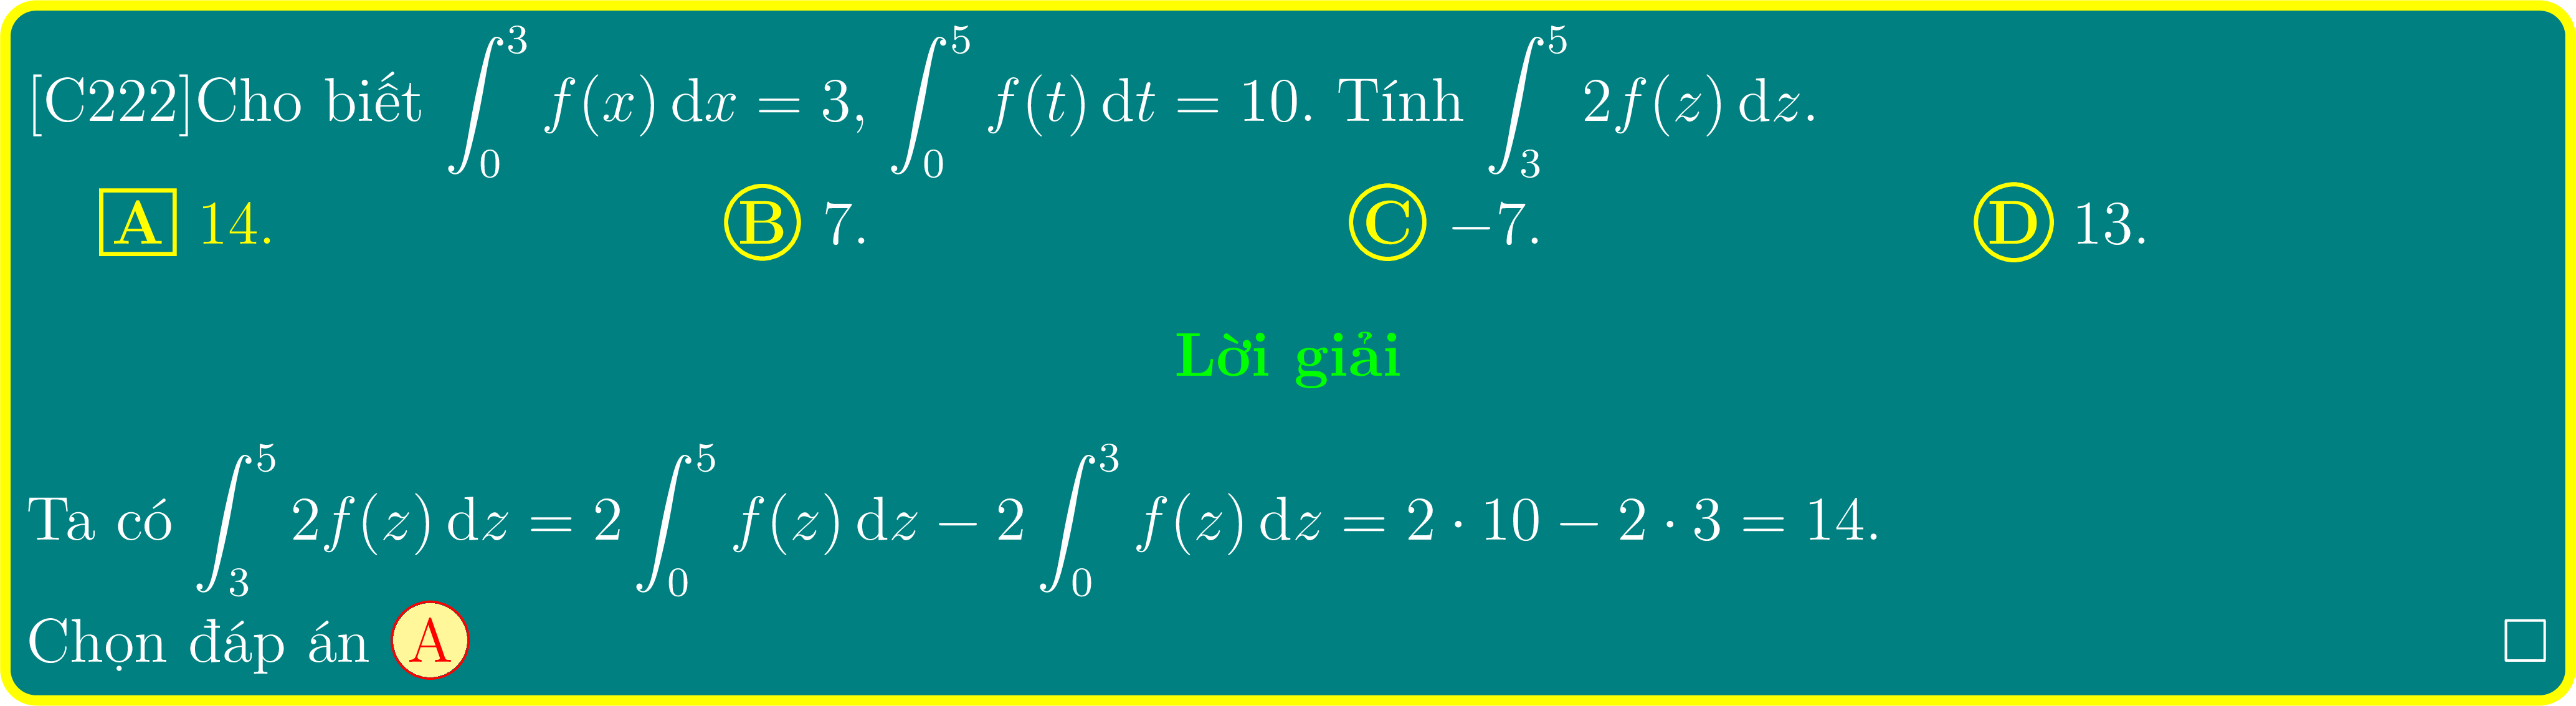 [C222]Cho biết $\int_0^3 f(x)\,\mathrm{d}x = 3$, $\int_0^5 f(t)\,\mathrm{d}t = 10$. Tính $\int_3^5 2f(z)\,\mathrm{d}z$.
A 14. B 7. C −7. D 13.
Lời giải
Ta có $\int_3^5 2f(z)\,\mathrm{d}z = 2\int_0^5 f(z)\,\mathrm{d}z - 2\int_0^3 f(z)\,\mathrm{d}z = 2 \cdot 10 - 2 \cdot 3 = 14$.
Chọn đáp án A □